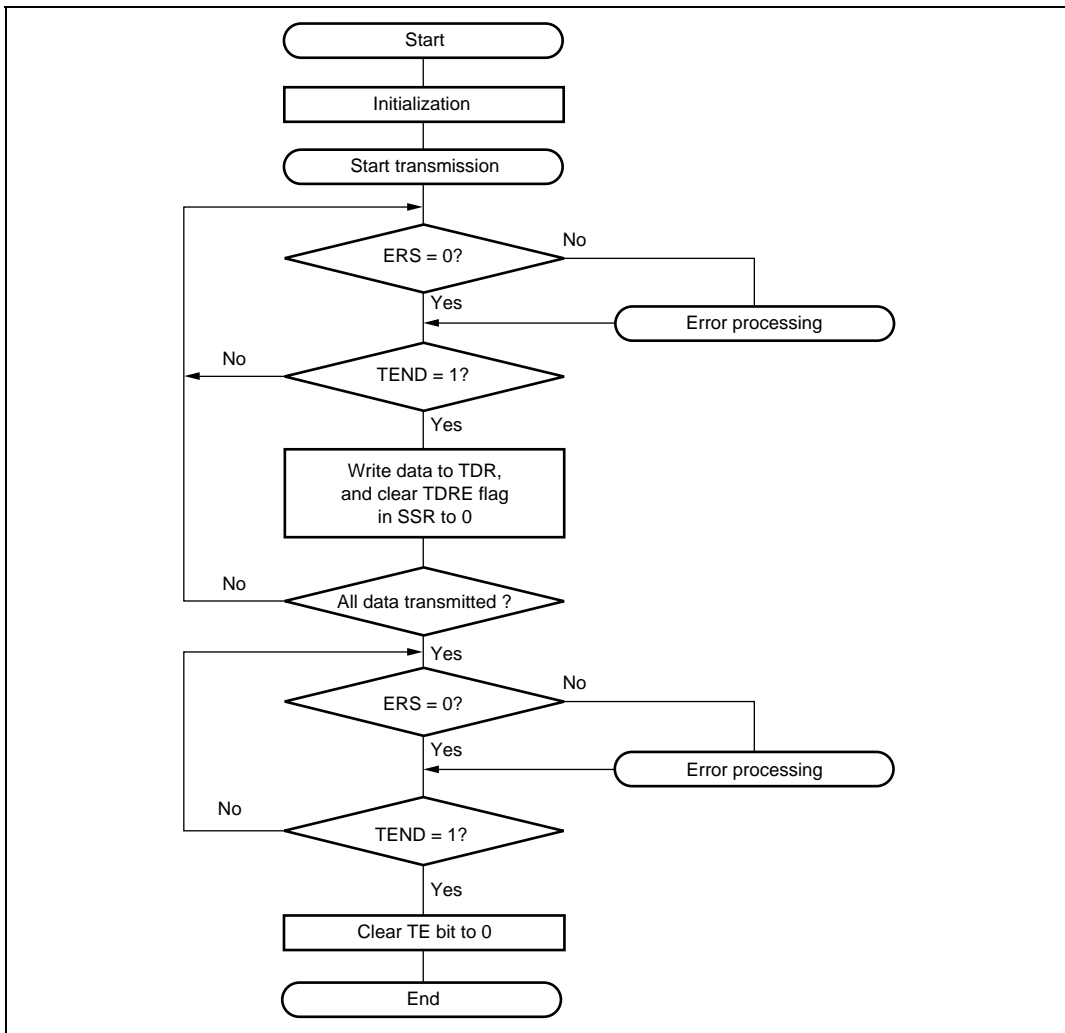 Start
Initialization
Start transmission
ERS = 0?
No
Yes
Error processing
No
TEND = 1?
Yes
Write data to TDR,
and clear TDRE flag
in SSR to 0
No
All data transmitted ?
Yes
ERS = 0?
No
Yes
Error processing
No
TEND = 1?
Yes
Clear TE bit to 0
End